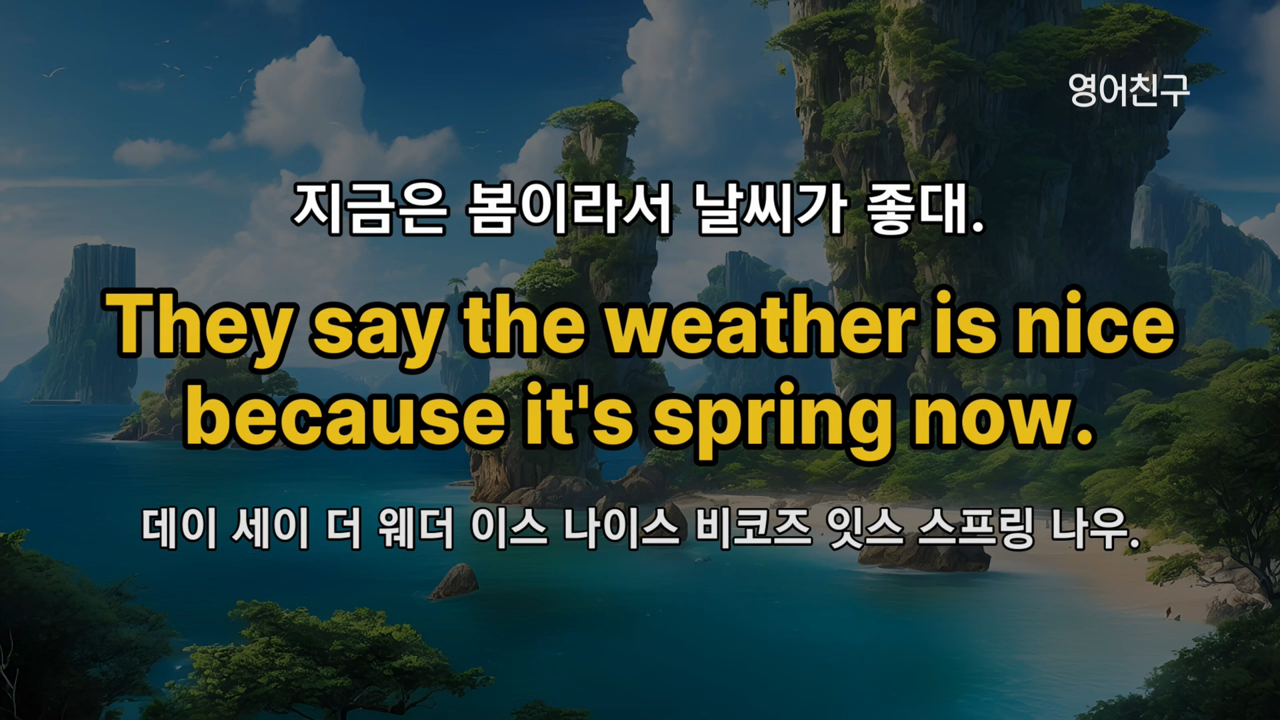 영어친구
지금은 봄이라서 날씨가 좋대.
They say the weather is nice
because it's spring now.
데이 세이 더 웨더 이스 나이스 비코즈 잇스 스프링 나우.